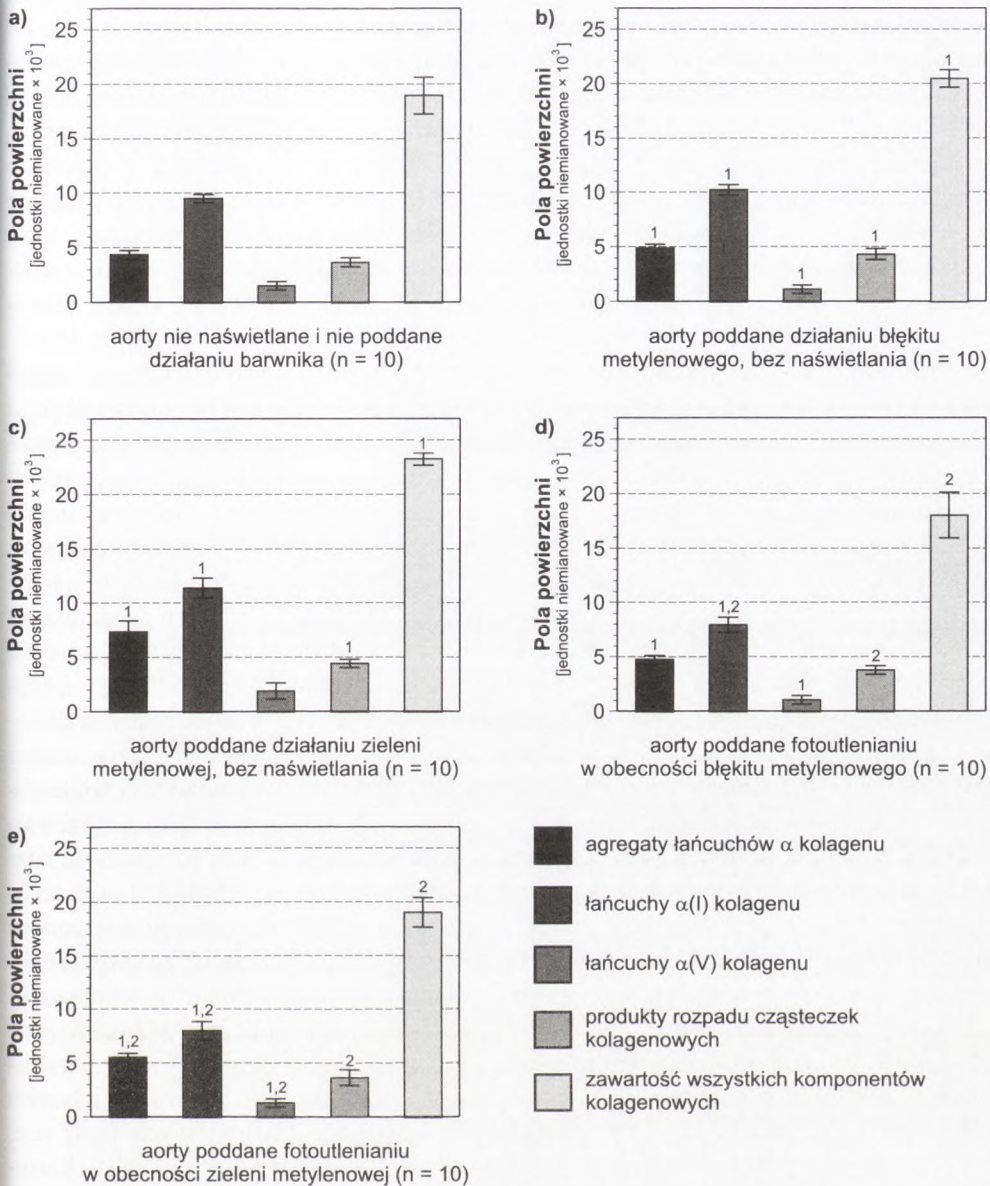 a)
Pola powierzchni
[jednostki niemianowane × 10³]
25
20
15
10
5
0
aorty nie naświetlane i nie poddane
działaniu barwnika (n = 10)
b)
Pola powierzchni
[jednostki niemianowane × 10³]
25
20
15
10
5
0
1
1
1
1
1
aorty poddane działaniu błękitu
metylenowego, bez naświetlania (n = 10)
c)
Pola powierzchni
[jednostki niemianowane × 10³]
25
20
15
10
5
0
1
1
1
1
aorty poddane działaniu zieleni
metylenowej, bez naświetlania (n = 10)
d)
Pola powierzchni
[jednostki niemianowane × 10³]
25
20
15
10
5
0
1
1,2
1
2
2
aorty poddane fotoutlenianiu
w obecności błękitu metylenowego (n = 10)
e)
Pola powierzchni
[jednostki niemianowane × 10³]
25
20
15
10
5
0
1,2
1,2
1,2
2
2
aorty poddane fotoutlenianiu
w obecności zieleni metylenowej (n = 10)
agregaty łańcuchów α kolagenu
łańcuchy α(I) kolagenu
łańcuchy α(V) kolagenu
produkty rozpadu cząsteczek
kolagenowych
zawartość wszystkich komponentów
kolagenowych